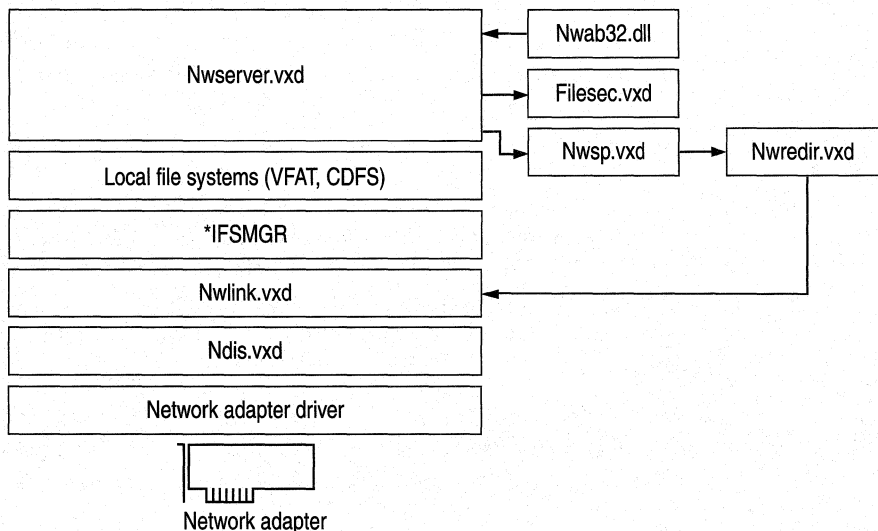 Nwserver.vxd
Nwab32.dll
Filesec.vxd
Nwsp.vxd
Nwredir.vxd
Local file systems (VFAT, CDFS)
*IFSMGR
Nwlink.vxd
Ndis.vxd
Network adapter driver
Network adapter